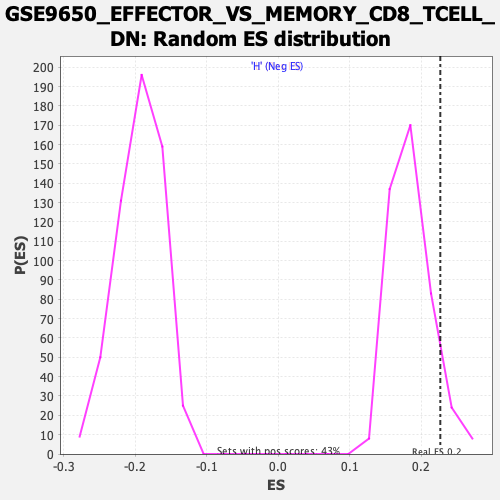 GSE9650_EFFECTOR_VS_MEMORY_CD8_TCELL_
DN: Random ES distribution
'H' (Neg ES)
200
190
180
170
160
150
140
130
120
110
100
90
80
70
60
50
40
30
20
10
0
P(ES)
Sets with pos scores: 43%
Real ES 0.2
-0.3 -0.2 -0.1 0.0 0.1 0.2
ES